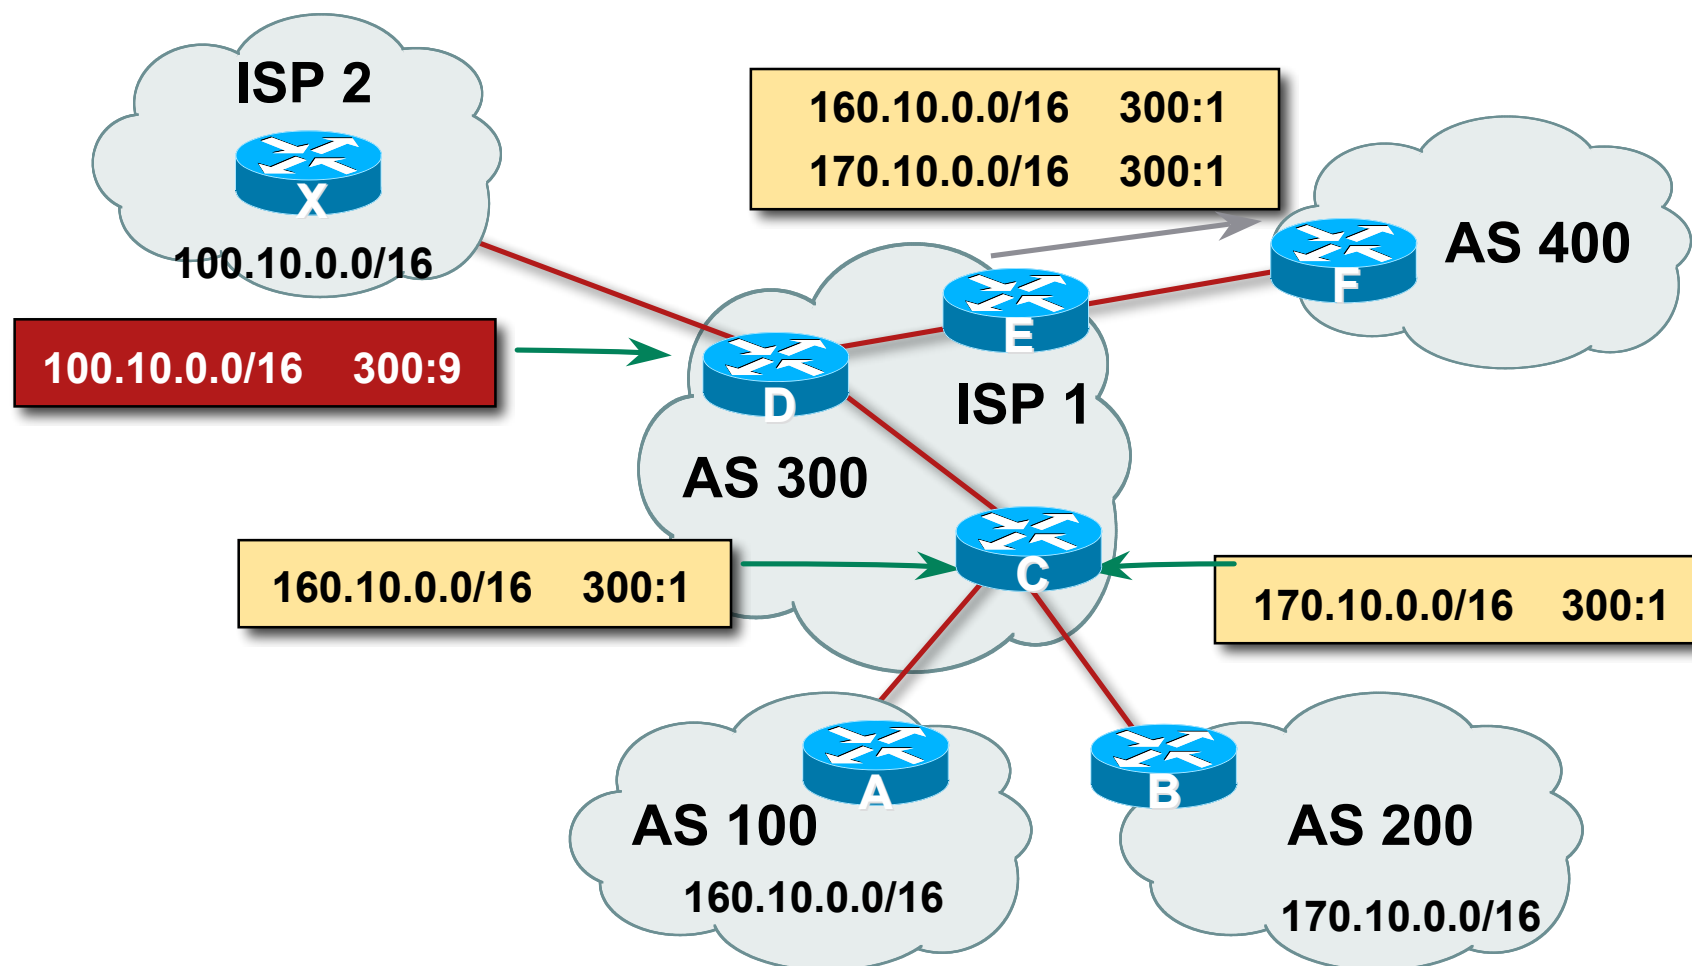 ISP 2
X
100.10.0.0/16
160.10.0.0/16 300:1
170.10.0.0/16 300:1
AS 400
F
E
100.10.0.0/16 300:9
D
ISP 1
AS 300
160.10.0.0/16 300:1
C
170.10.0.0/16 300:1
A
AS 100
160.10.0.0/16
B
AS 200
170.10.0.0/16